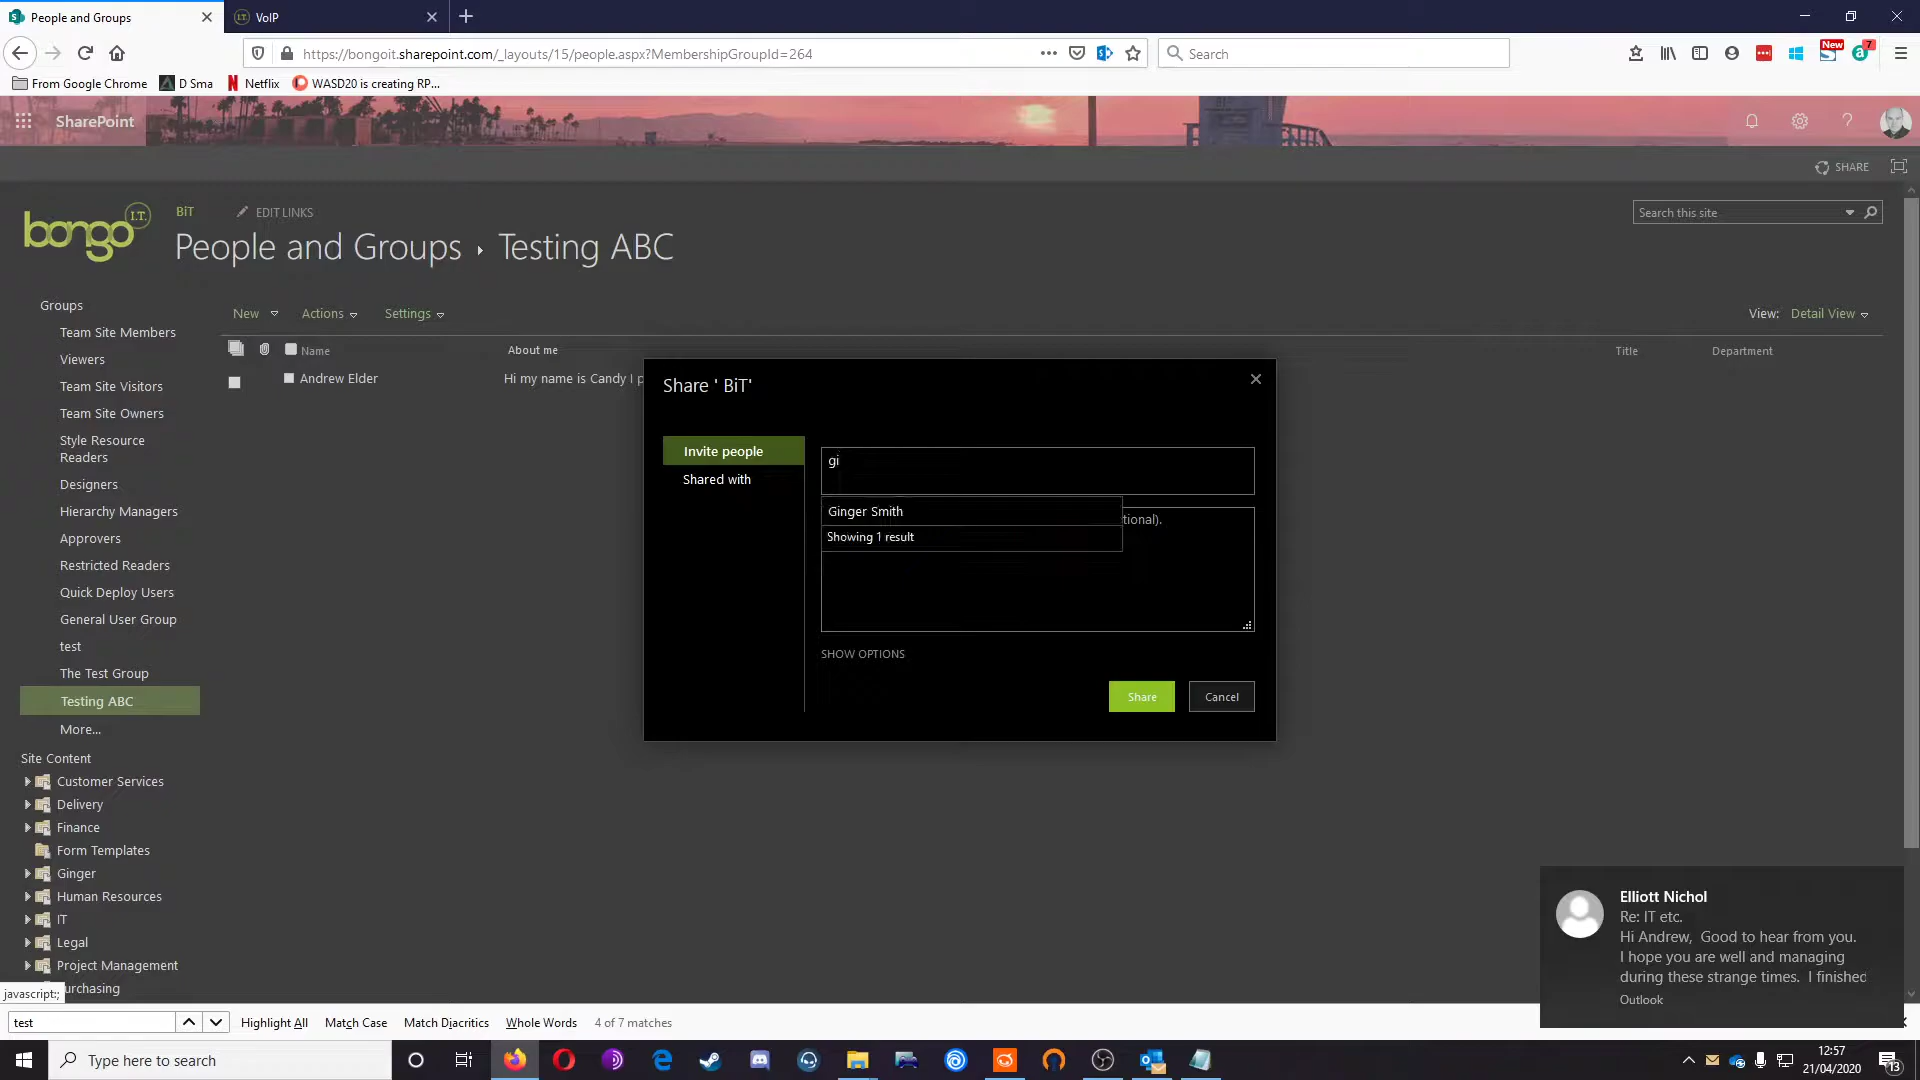 People and Groups
VoIP
https://bongoit.sharepoint.com/_layouts/15/people.aspx?MembershipGroupId=264
Search
New
7
From Google Chrome
D Sma
Netflix
WASD20 is creating RP...
SharePoint
SHARE
bongo I.T.
BiT
EDIT LINKS
Search this site
People and Groups ▸ Testing ABC
Groups
Team Site Members
Viewers
Team Site Visitors
Team Site Owners
Style Resource
Readers
Designers
Hierarchy Managers
Approvers
Restricted Readers
Quick Deploy Users
General User Group
test
The Test Group
Testing ABC
More...
Site Content
Customer Services
Delivery
Finance
Form Templates
Ginger
Human Resources
IT
Legal
Project Management
urchasing
javascript:;
New
Actions
Settings
View: Detail View
Name
About me
Title
Department
Andrew Elder
Hi my name is Candy I p
Share ' BiT'
Invite people
Shared with
gi
Ginger Smith
Showing 1 result
tional).
SHOW OPTIONS
Share
Cancel
Elliott Nichol
Re: IT etc.
Hi Andrew, Good to hear from you.
I hope you are well and managing
during these strange times. I finished
Outlook
test
Highlight All
Match Case
Match Diacritics
Whole Words
4 of 7 matches
Type here to search
12:57
21/04/2020
13